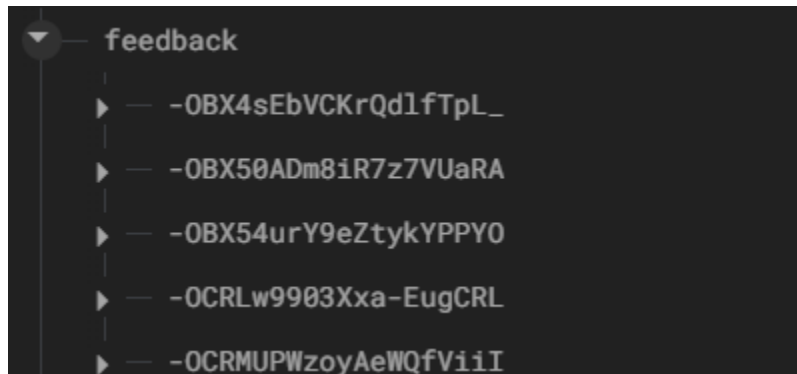 feedback
-OBX4sEbVCKrQdlfTpL_
-OBX50ADm8iR7z7VUaRA
-OBX54urY9eZtykYPPYO
-OCRLw9903Xxa-EugCRL
-OCRMUPWzoyAeWQfViiI